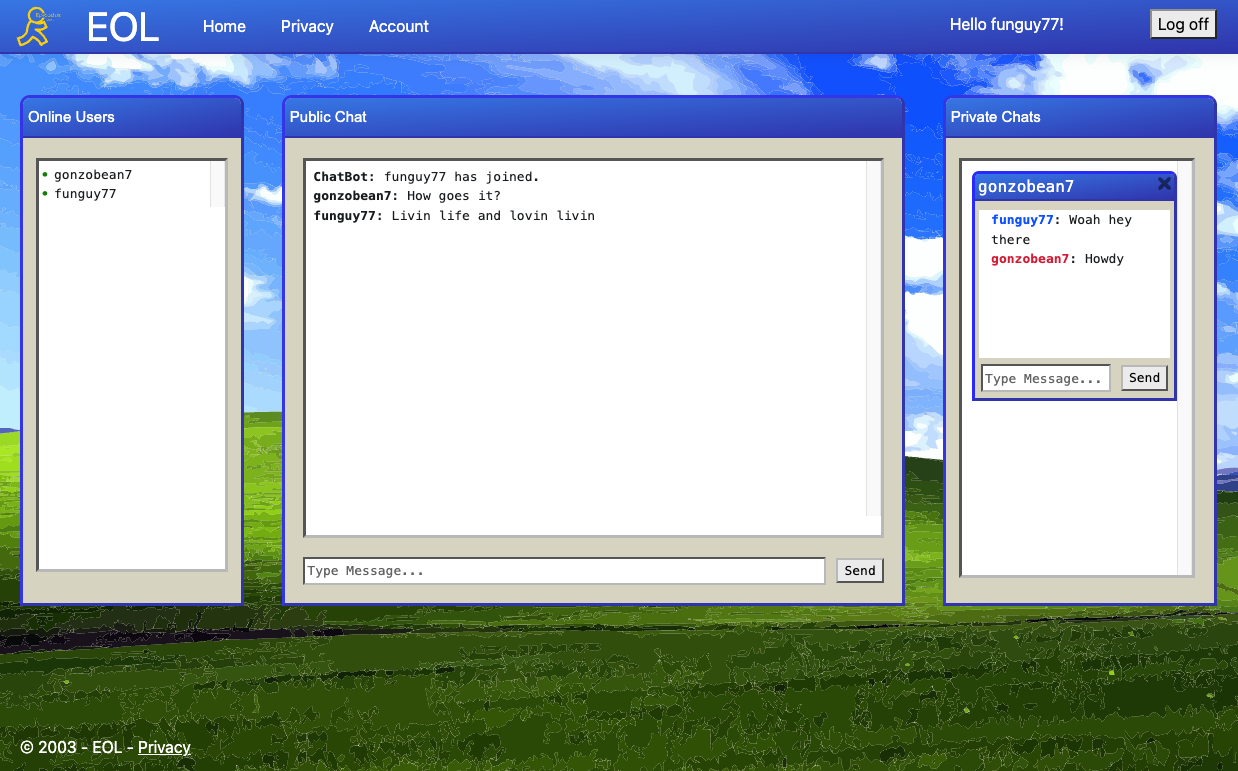 EOL
Home Privacy Account
Hello funguy77!
Log off
Online Users
gonzobean7
funguy77
Public Chat
ChatBot: funguy77 has joined.
gonzobean7: How goes it?
funguy77: Livin life and lovin livin
Type Message...
Send
Private Chats
gonzobean7
funguy77: Woah hey
there
gonzobean7: Howdy
Type Message...
Send
© 2003 - EOL - Privacy